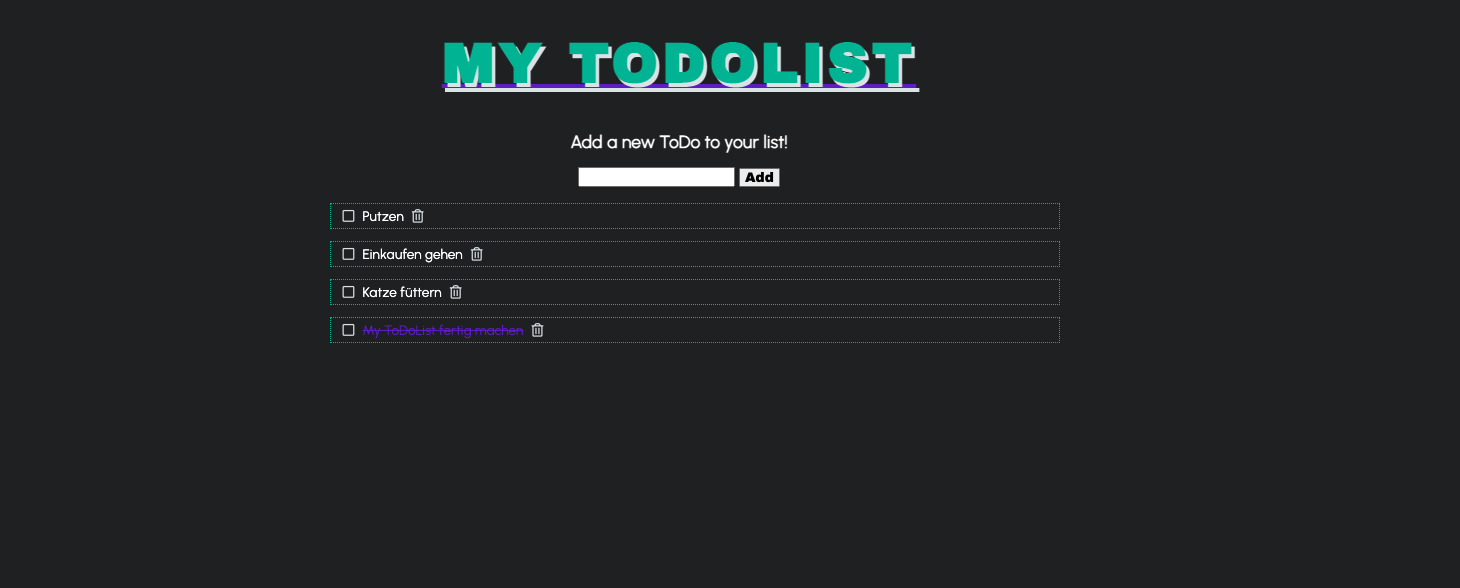 MY TODOLIST
Add a new ToDo to your list!
Add
Putzen
Einkaufen gehen
Katze füttern
My ToDoList fertig machen